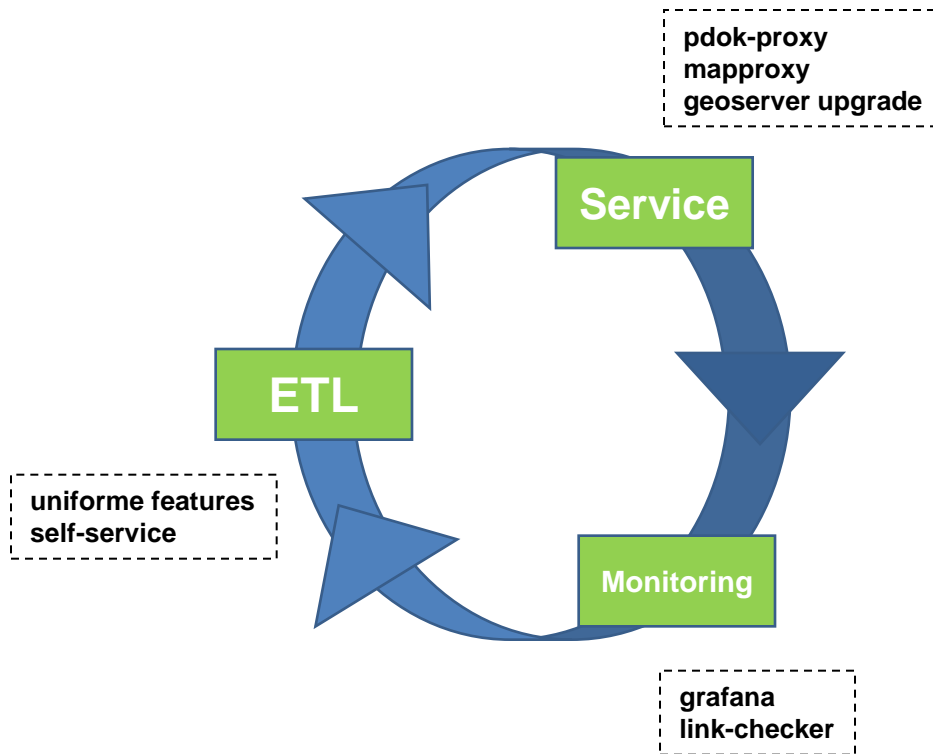 pdok-proxy
mapproxy
geoserver upgrade
Service
ETL
uniforme features
self-service
Monitoring
grafana
link-checker